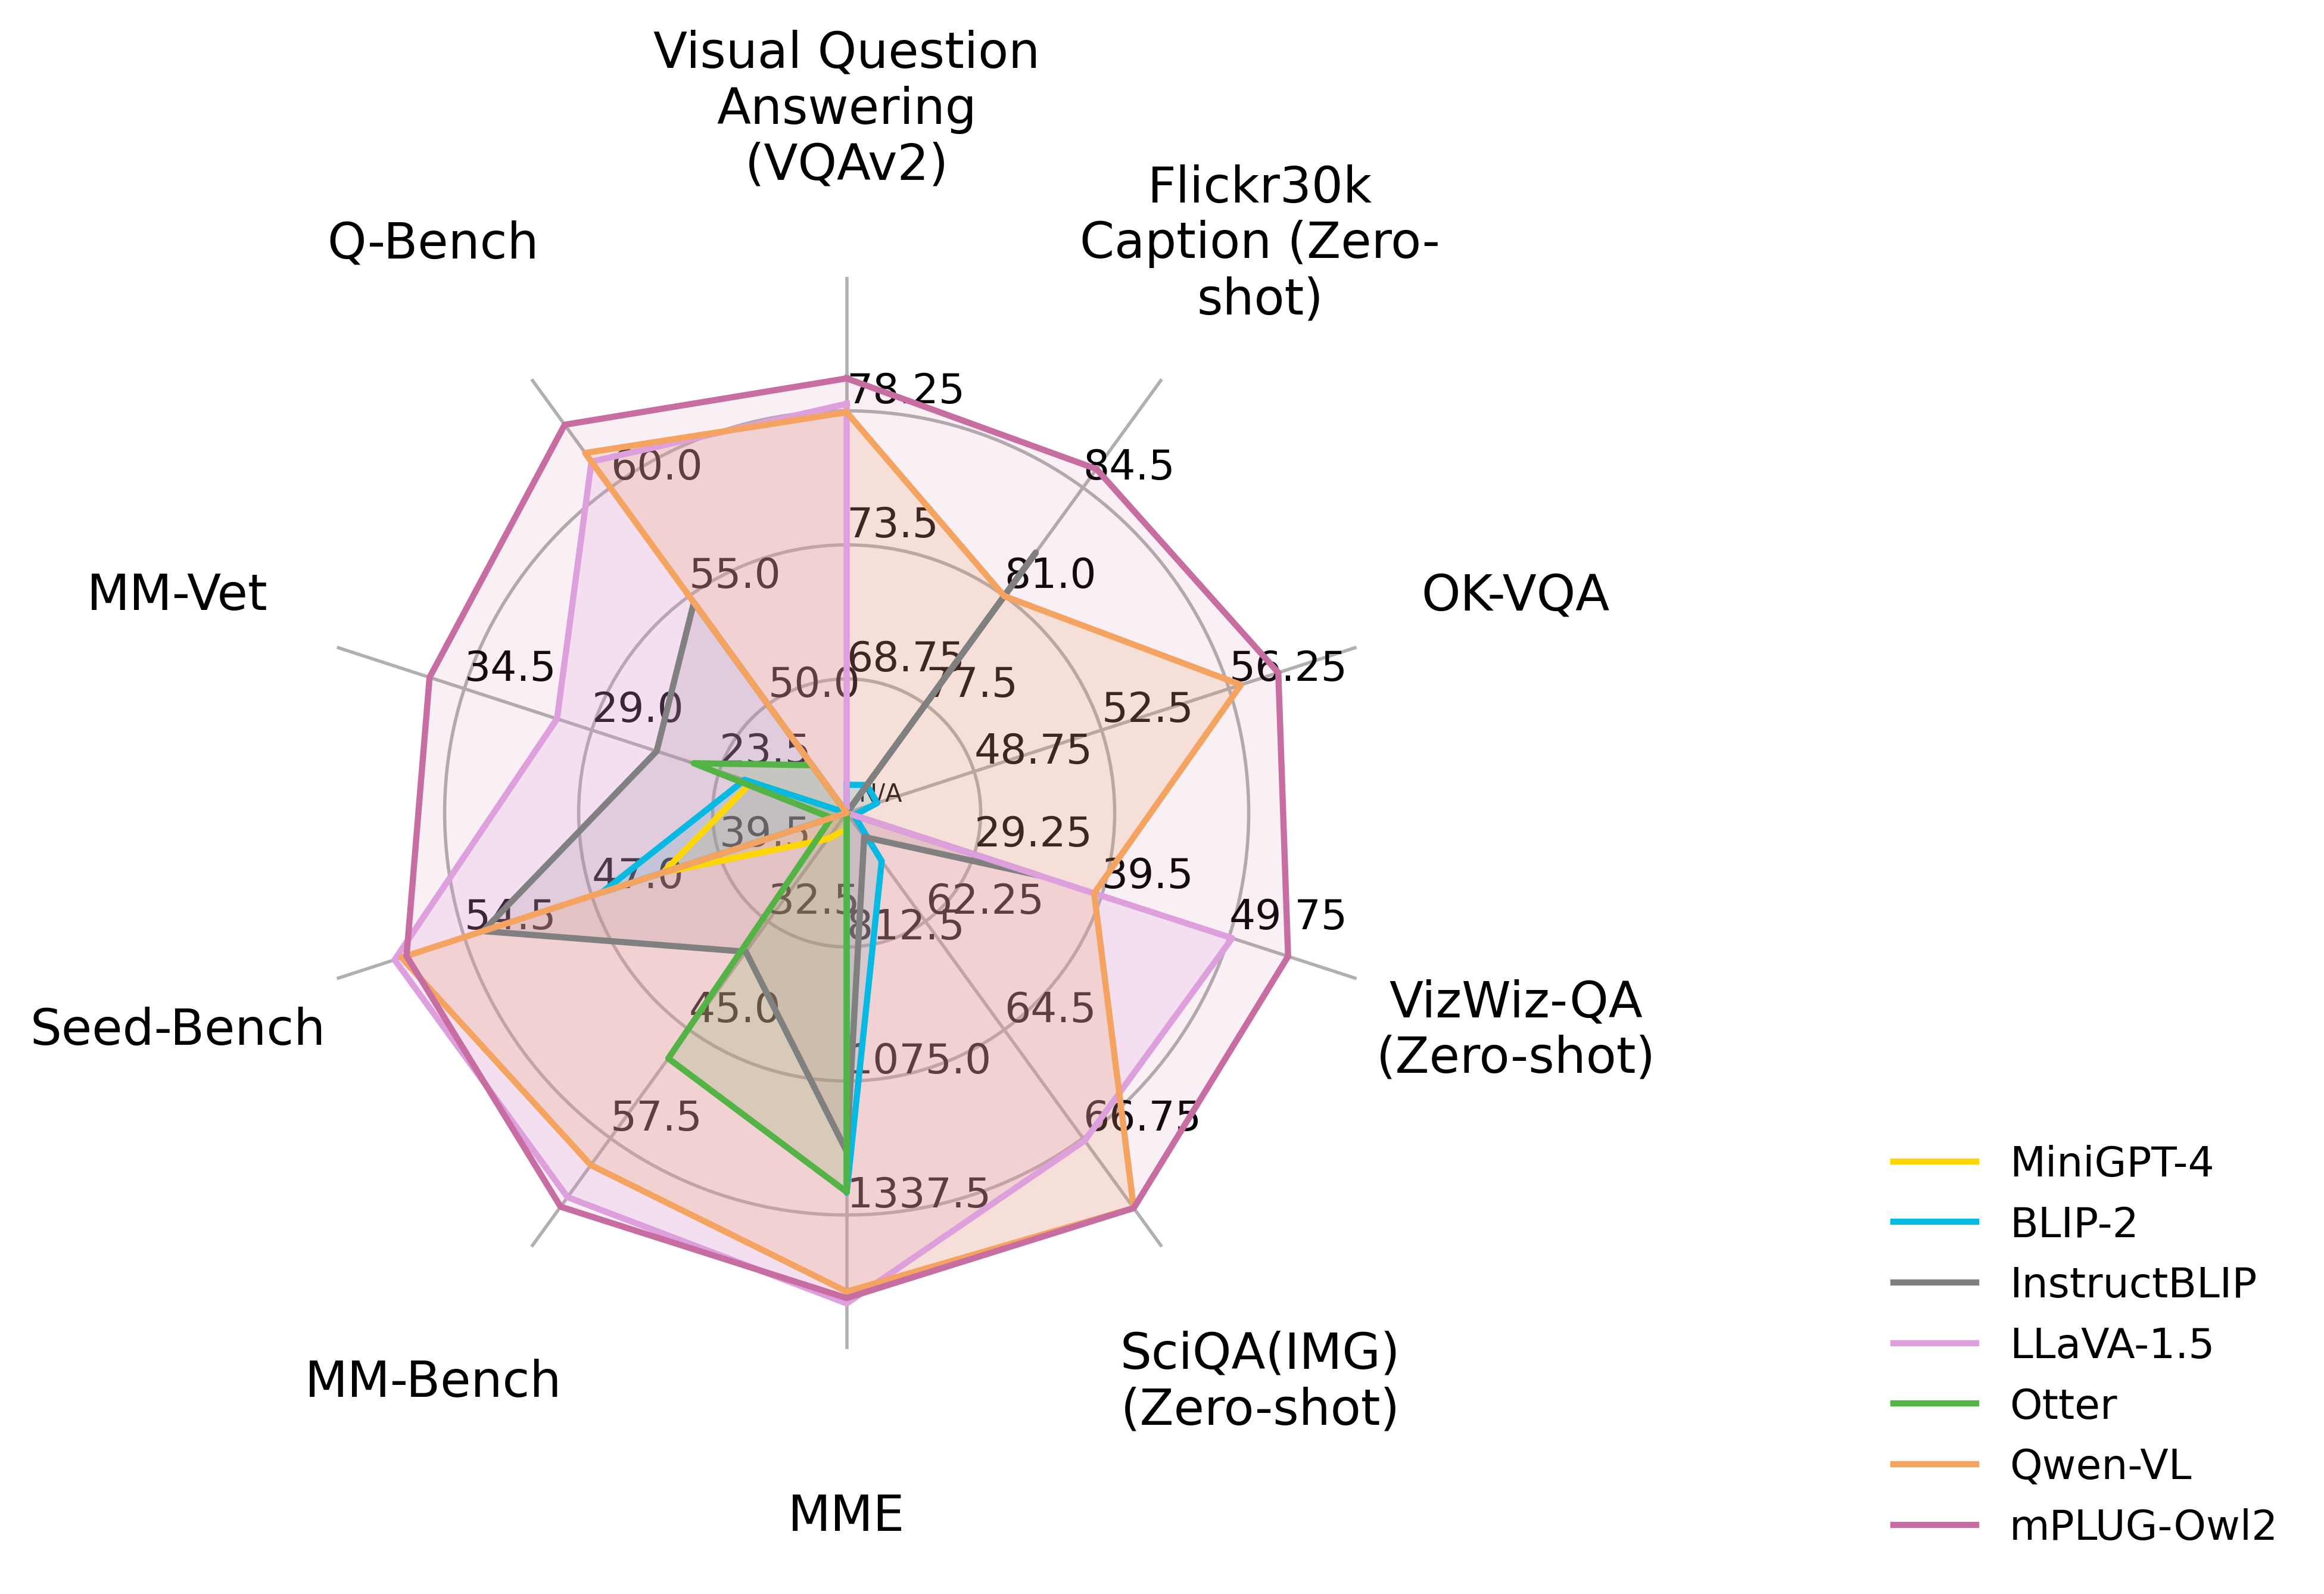 Visual Question
Answering
(VQAv2)
Flickr30k
Caption (Zero-
shot)
Q-Bench
MM-Vet
OK-VQA
Seed-Bench
VizWiz-QA
(Zero-shot)
MM-Bench
SciQA(IMG)
(Zero-shot)
MME
78.25
73.5
68.75
84.5
81.0
77.5
56.25
52.5
48.75
N/A
29.25
39.5
49.75
62.25
64.5
66.75
812.5
1075.0
1337.5
32.5
45.0
57.5
39.5
47.0
54.5
23.5
29.0
34.5
50.0
55.0
60.0
MiniGPT-4
BLIP-2
InstructBLIP
LLaVA-1.5
Otter
Qwen-VL
mPLUG-Owl2